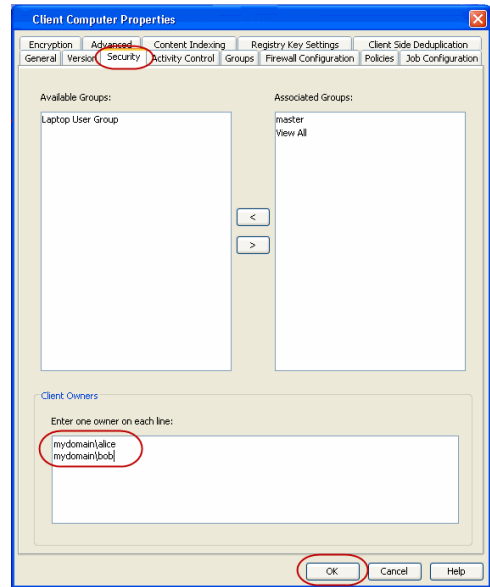 Client Computer Properties
Encryption Advanced Content Indexing Registry Key Settings Client Side Deduplication
General Version Security Activity Control Groups Firewall Configuration Policies Job Configuration
Available Groups: Associated Groups:
Laptop User Group master
View All
<
>
Client Owners
Enter one owner on each line:
mydomain\alice
mydomain\bob
OK Cancel Help